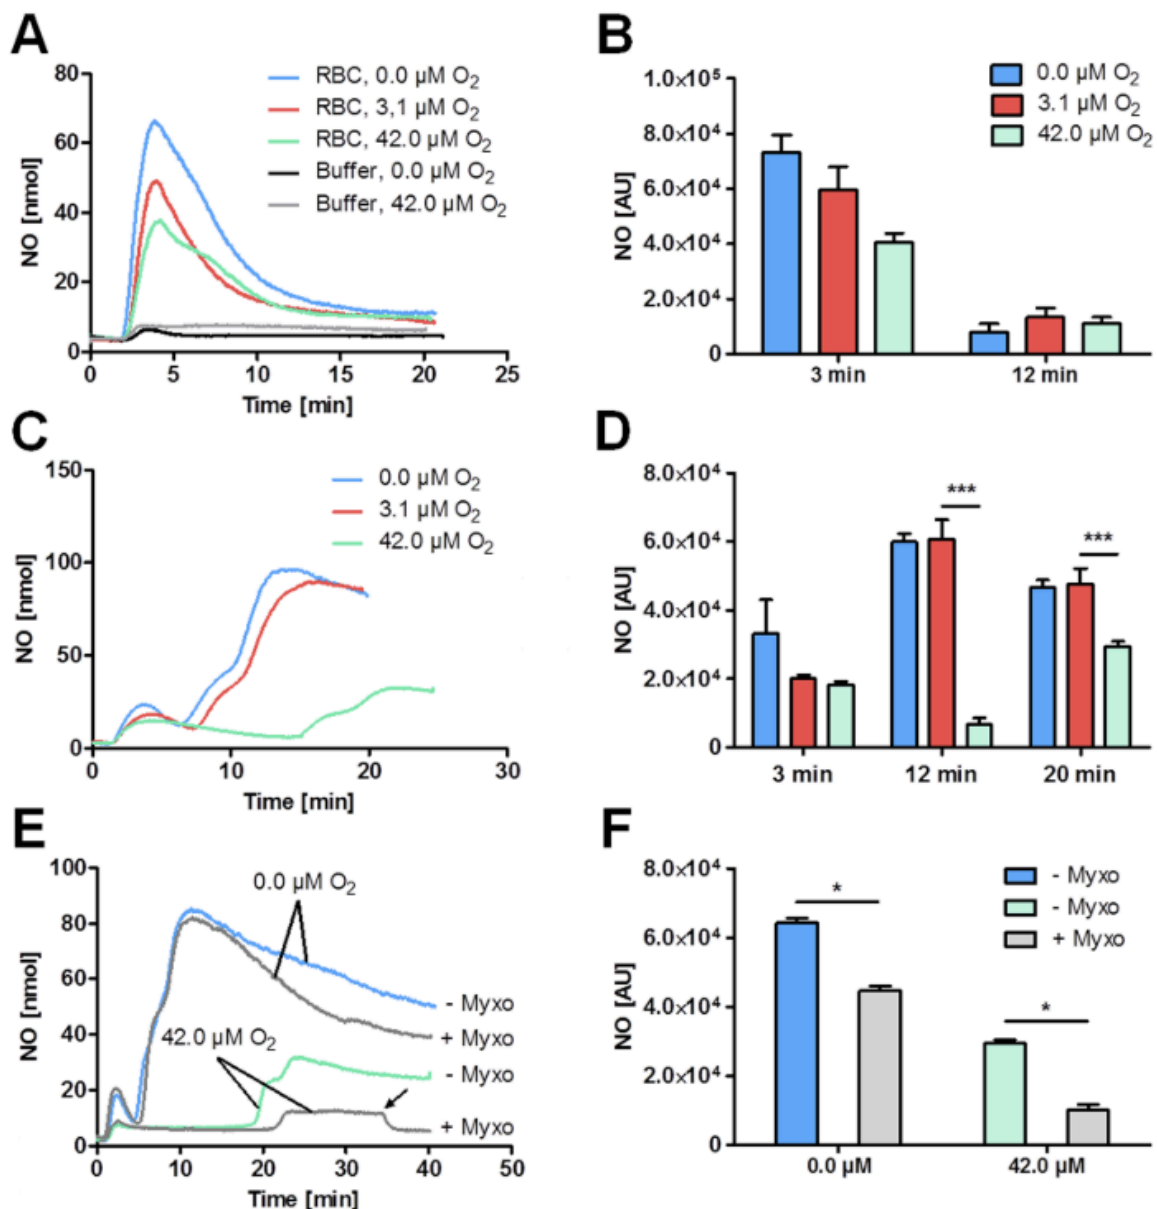 A
80
60
40
20
0
NO [nmol]
RBC, 0.0 µM O₂
RBC, 3,1 µM O₂
RBC, 42.0 µM O₂
Buffer, 0.0 µM O₂
Buffer, 42.0 µM O₂
0 5 10 15 20 25
Time [min]
B
1.0×10⁵
8.0×10⁴
6.0×10⁴
4.0×10⁴
2.0×10⁴
0
NO [AU]
0.0 µM O₂
3.1 µM O₂
42.0 µM O₂
3 min 12 min
C
150
100
50
0
NO [nmol]
0.0 µM O₂
3.1 µM O₂
42.0 µM O₂
0 10 20 30
Time [min]
D
8.0×10⁴
6.0×10⁴
4.0×10⁴
2.0×10⁴
0
NO [AU]
***
***
3 min 12 min 20 min
E
100
80
60
40
20
0
NO [nmol]
0.0 µM O₂
42.0 µM O₂
- Myxo
+ Myxo
- Myxo
+ Myxo
0 10 20 30 40 50
Time [min]
F
8.0×10⁴
6.0×10⁴
4.0×10⁴
2.0×10⁴
0
NO [AU]
*
*
- Myxo
- Myxo
+ Myxo
0.0 µM 42.0 µM